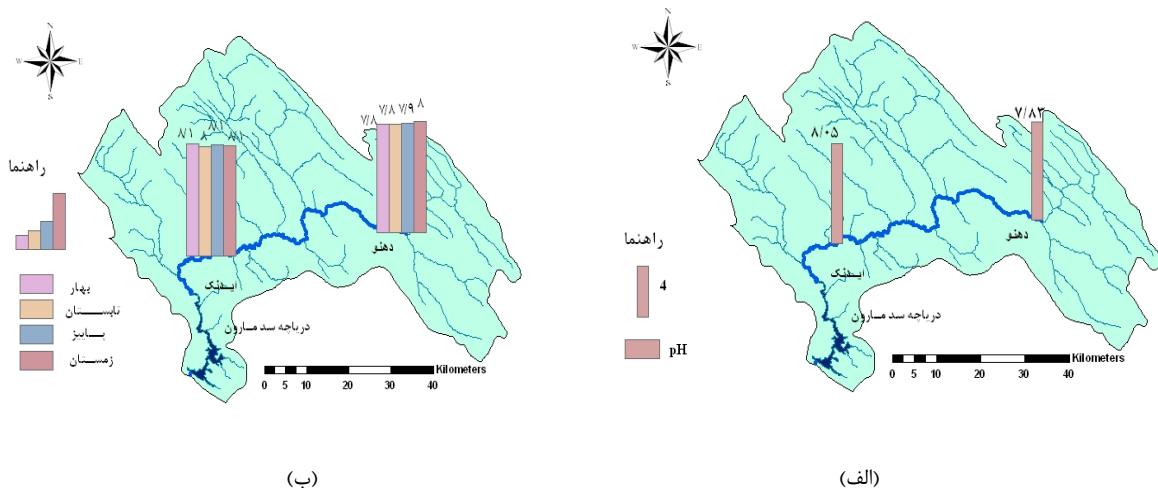 N
W E
S
۷/۸۳
۸/۰۵
دهنو
ایدنک
دریاچه سد مارون
راهنما
4
pH
Kilometers
0 5 10 20 30 40
(الف)
N
W E
S
۷/۸ ۷/۸ ۷/۹ ۸
۸/۱ ۸ ۸/۱ ۸/۱
دهنو
ایدنک
دریاچه سد مارون
راهنما
بهار
تابستان
پاییز
زمستان
Kilometers
0 5 10 20 30 40
(ب)